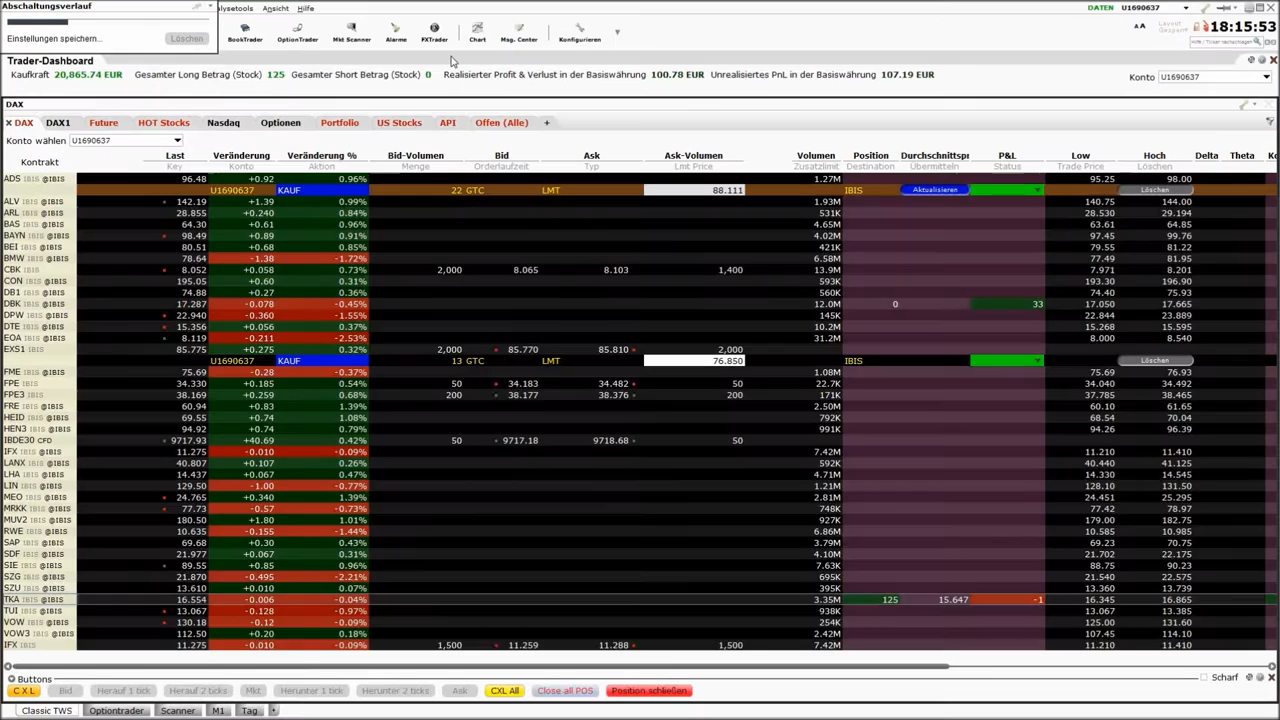 Abschaltungsverlauf
Einstellungen speichern...
Löschen
alysetools Ansicht Hilfe
BookTrader OptionTrader Mkt Scanner Alarme FXTrader Chart Msg. Center Konfigurieren
DATEN U1690637
18:15:53
Trader-Dashboard
Kaufkraft 20,865.74 EUR Gesamter Long Betrag (Stock) 125 Gesamter Short Betrag (Stock) 0 Realisierter Profit & Verlust in der Basiswährung 100.78 EUR Unrealisiertes PnL in der Basiswährung 107.19 EUR Konto U1690637
DAX
DAX DAX1 Future HOT Stocks Nasdaq Optionen Portfolio US Stocks API Offen (Alle) +
Konto wählen U1690637
Kontrakt Last Veränderung Veränderung % Bid-Volumen Bid Ask Ask-Volumen Volumen Position Durchschnittspr P&L Low Hoch Delta Theta
Key Konto Aktion Menge Orderlaufzeit Typ Lmt Price Zusatzlimit Destination Übermitteln Status Trade Price Löschen
ADS IBIS @IBIS 96.48 +0.92 0.96% 1.27M 95.25 98.00
U1690637 KAUF 22 GTC LMT 88.111 IBIS Aktualisieren Löschen
ALV IBIS @IBIS 142.19 +1.39 0.99% 1.93M 140.75 144.00
ARL IBIS @IBIS 28.855 +0.240 0.84% 531K 28.530 29.194
BAS IBIS @IBIS 64.30 +0.61 0.96% 4.65M 63.61 64.85
BAYN IBIS @IBIS 98.49 +0.89 0.91% 4.02M 97.45 99.76
BEI IBIS @IBIS 80.51 +0.68 0.85% 421K 79.55 81.22
BMW IBIS @IBIS 78.64 -1.38 -1.72% 6.58M 77.49 81.95
CBK IBIS 8.052 +0.058 0.73% 2,000 8.065 8.103 1,400 13.9M 7.971 8.201
CON IBIS @IBIS 195.05 +0.60 0.31% 593K 193.30 196.90
DB1 IBIS @IBIS 74.88 +0.27 0.36% 560K 74.40 75.93
DBK IBIS @IBIS 17.287 -0.078 -0.45% 12.0M 0 33 17.050 17.665
DPW IBIS @IBIS 22.940 -0.360 -1.55% 145K 22.844 23.889
DTE IBIS @IBIS 15.356 +0.056 0.37% 10.2M 15.268 15.595
EOA IBIS @IBIS 8.119 -0.211 -2.53% 31.2M 8.000 8.540
EXS1 IBIS 85.775 +0.275 0.32% 2,000 85.770 85.810 2,000
U1690637 KAUF 13 GTC LMT 76.850 IBIS Löschen
FME IBIS @IBIS 75.69 -0.28 -0.37% 1.08M 75.69 76.93
FPE IBIS 34.330 +0.185 0.54% 50 34.183 34.482 50 22.7K 34.040 34.492
FPE3 IBIS 38.169 +0.259 0.68% 200 38.177 38.376 200 171K 37.785 38.465
FRE IBIS @IBIS 60.94 +0.83 1.39% 2.50M 60.10 61.65
HEID IBIS @IBIS 69.55 +0.74 1.08% 792K 68.54 70.04
HEN3 IBIS @IBIS 94.92 +0.74 0.79% 991K 94.26 96.39
IBDE30 CFD 9717.93 +40.69 0.42% 50 9717.18 9718.68 50
IFX IBIS @IBIS 11.275 -0.010 -0.09% 7.42M 11.210 11.410
LANX IBIS @IBIS 40.807 +0.107 0.26% 592K 40.440 41.125
LHA IBIS @IBIS 14.437 +0.067 0.47% 4.71M 14.330 14.545
LIN IBIS @IBIS 129.50 -1.00 -0.77% 1.21M 128.10 131.50
MEO IBIS @IBIS 24.765 +0.340 1.39% 2.81M 24.451 25.295
MRKK IBIS @IBIS 77.73 -0.57 -0.73% 748K 77.42 78.97
MUV2 IBIS @IBIS 180.50 +1.80 1.01% 927K 179.00 182.75
RWE IBIS @IBIS 10.635 -0.155 -1.44% 6.86M 10.585 10.985
SAP IBIS @IBIS 69.68 +0.30 0.43% 3.79M 69.23 70.75
SDF IBIS @IBIS 21.977 +0.067 0.31% 4.10M 21.702 22.175
SIE IBIS @IBIS 89.55 +0.85 0.96% 7.63M 88.75 90.23
SZG IBIS @IBIS 21.870 -0.495 -2.21% 695K 21.540 22.575
SZU IBIS @IBIS 13.610 +0.010 0.07% 389K 13.360 13.739
TKA IBIS @IBIS 16.554 -0.006 -0.04% 3.35M 125 15.647 -1 16.345 16.865
TUI IBIS @IBIS 13.067 -0.128 -0.97% 938K 13.067 13.385
VOW IBIS @IBIS 130.18 -0.12 -0.09% 254K 125.00 131.60
VOW3 IBIS @IBIS 112.50 +0.20 0.18% 2.42M 107.45 114.10
IFX IBIS 11.275 -0.010 -0.09% 1,500 11.259 11.288 1,500 7.42M 11.210 11.410
Buttons
Scharf
C X L Bid Herauf 1 tick Herauf 2 ticks Mkt Herunter 1 tick Herunter 2 ticks Ask CXL All Close all POS Position schließen
Classic TWS Optiontrader Scanner M1 Tag +